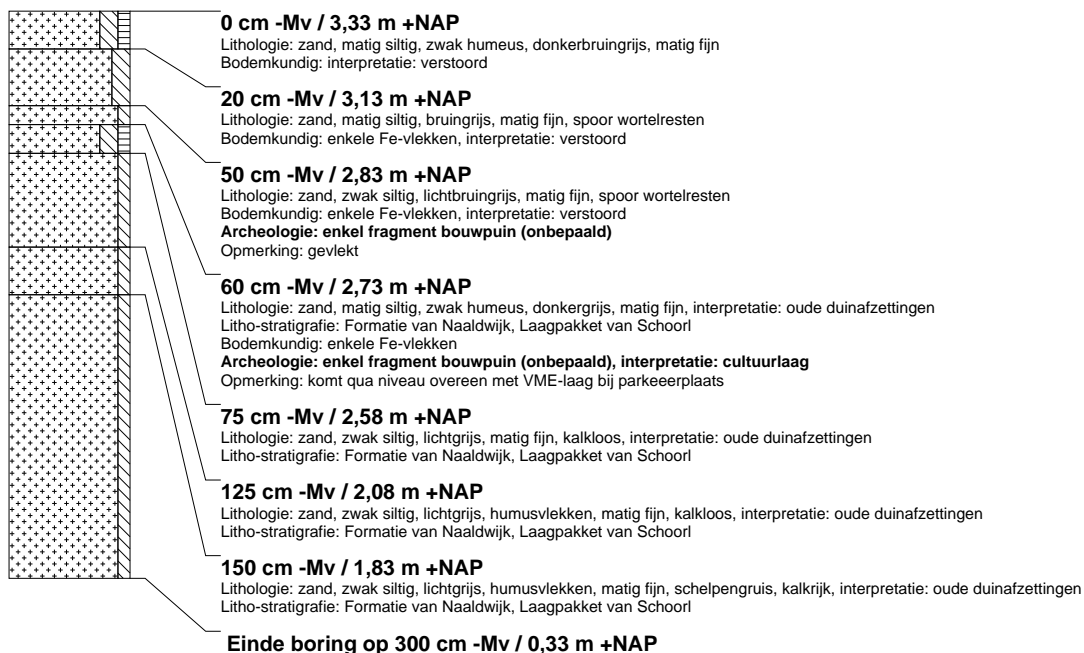 0 cm -Mv / 3,33 m +NAP
Lithologie: zand, matig siltig, zwak humeus, donkerbruingrijs, matig fijn
Bodemkundig: interpretatie: verstoord
20 cm -Mv / 3,13 m +NAP
Lithologie: zand, matig siltig, bruingrijs, matig fijn, spoor wortelresten
Bodemkundig: enkele Fe-vlekken, interpretatie: verstoord
50 cm -Mv / 2,83 m +NAP
Lithologie: zand, zwak siltig, lichtbruingrijs, matig fijn, spoor wortelresten
Bodemkundig: enkele Fe-vlekken, interpretatie: verstoord
Archeologie: enkel fragment bouwpuin (onbepaald)
Opmerking: gevlekt
60 cm -Mv / 2,73 m +NAP
Lithologie: zand, matig siltig, zwak humeus, donkergrijs, matig fijn, interpretatie: oude duinafzettingen
Litho-stratigrafie: Formatie van Naaldwijk, Laagpakket van Schoorl
Bodemkundig: enkele Fe-vlekken
Archeologie: enkel fragment bouwpuin (onbepaald), interpretatie: cultuurlaag
Opmerking: komt qua niveau overeen met VME-laag bij parkeeerplaats
75 cm -Mv / 2,58 m +NAP
Lithologie: zand, zwak siltig, lichtgrijs, matig fijn, kalkloos, interpretatie: oude duinafzettingen
Litho-stratigrafie: Formatie van Naaldwijk, Laagpakket van Schoorl
125 cm -Mv / 2,08 m +NAP
Lithologie: zand, zwak siltig, lichtgrijs, humusvlekken, matig fijn, kalkloos, interpretatie: oude duinafzettingen
Litho-stratigrafie: Formatie van Naaldwijk, Laagpakket van Schoorl
150 cm -Mv / 1,83 m +NAP
Lithologie: zand, zwak siltig, lichtgrijs, humusvlekken, matig fijn, schelpengruis, kalkrijk, interpretatie: oude duinafzettingen
Litho-stratigrafie: Formatie van Naaldwijk, Laagpakket van Schoorl
Einde boring op 300 cm -Mv / 0,33 m +NAP